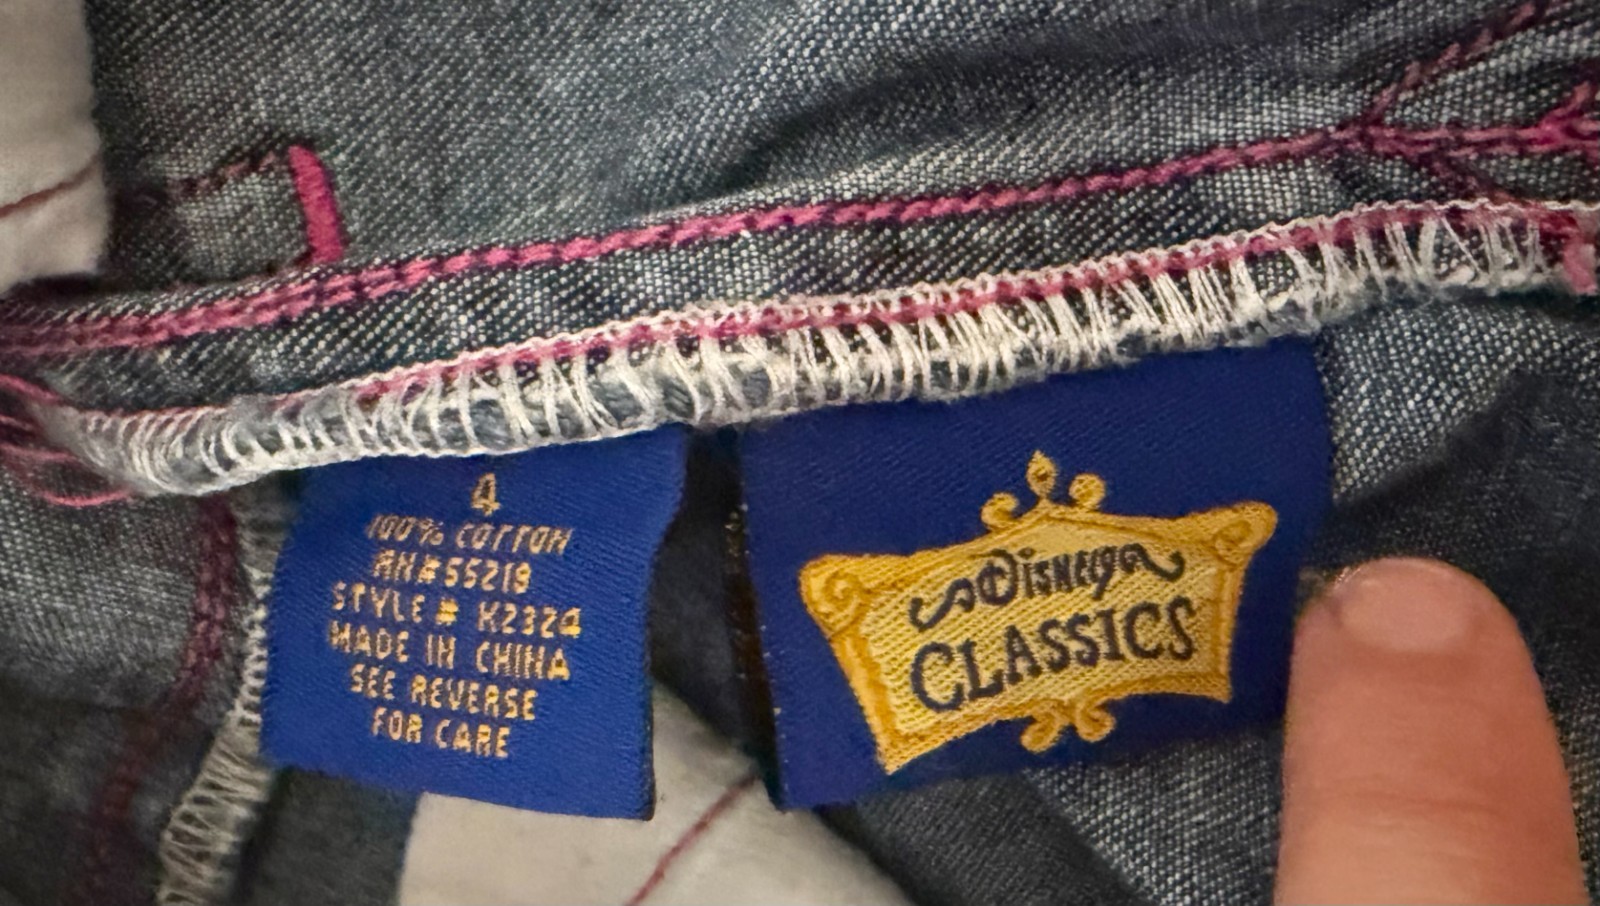 4
100% COTTON
RN#55219
STYLE# K2324
MADE IN CHINA
SEE REVERSE
FOR CARE
Disney
CLASSICS